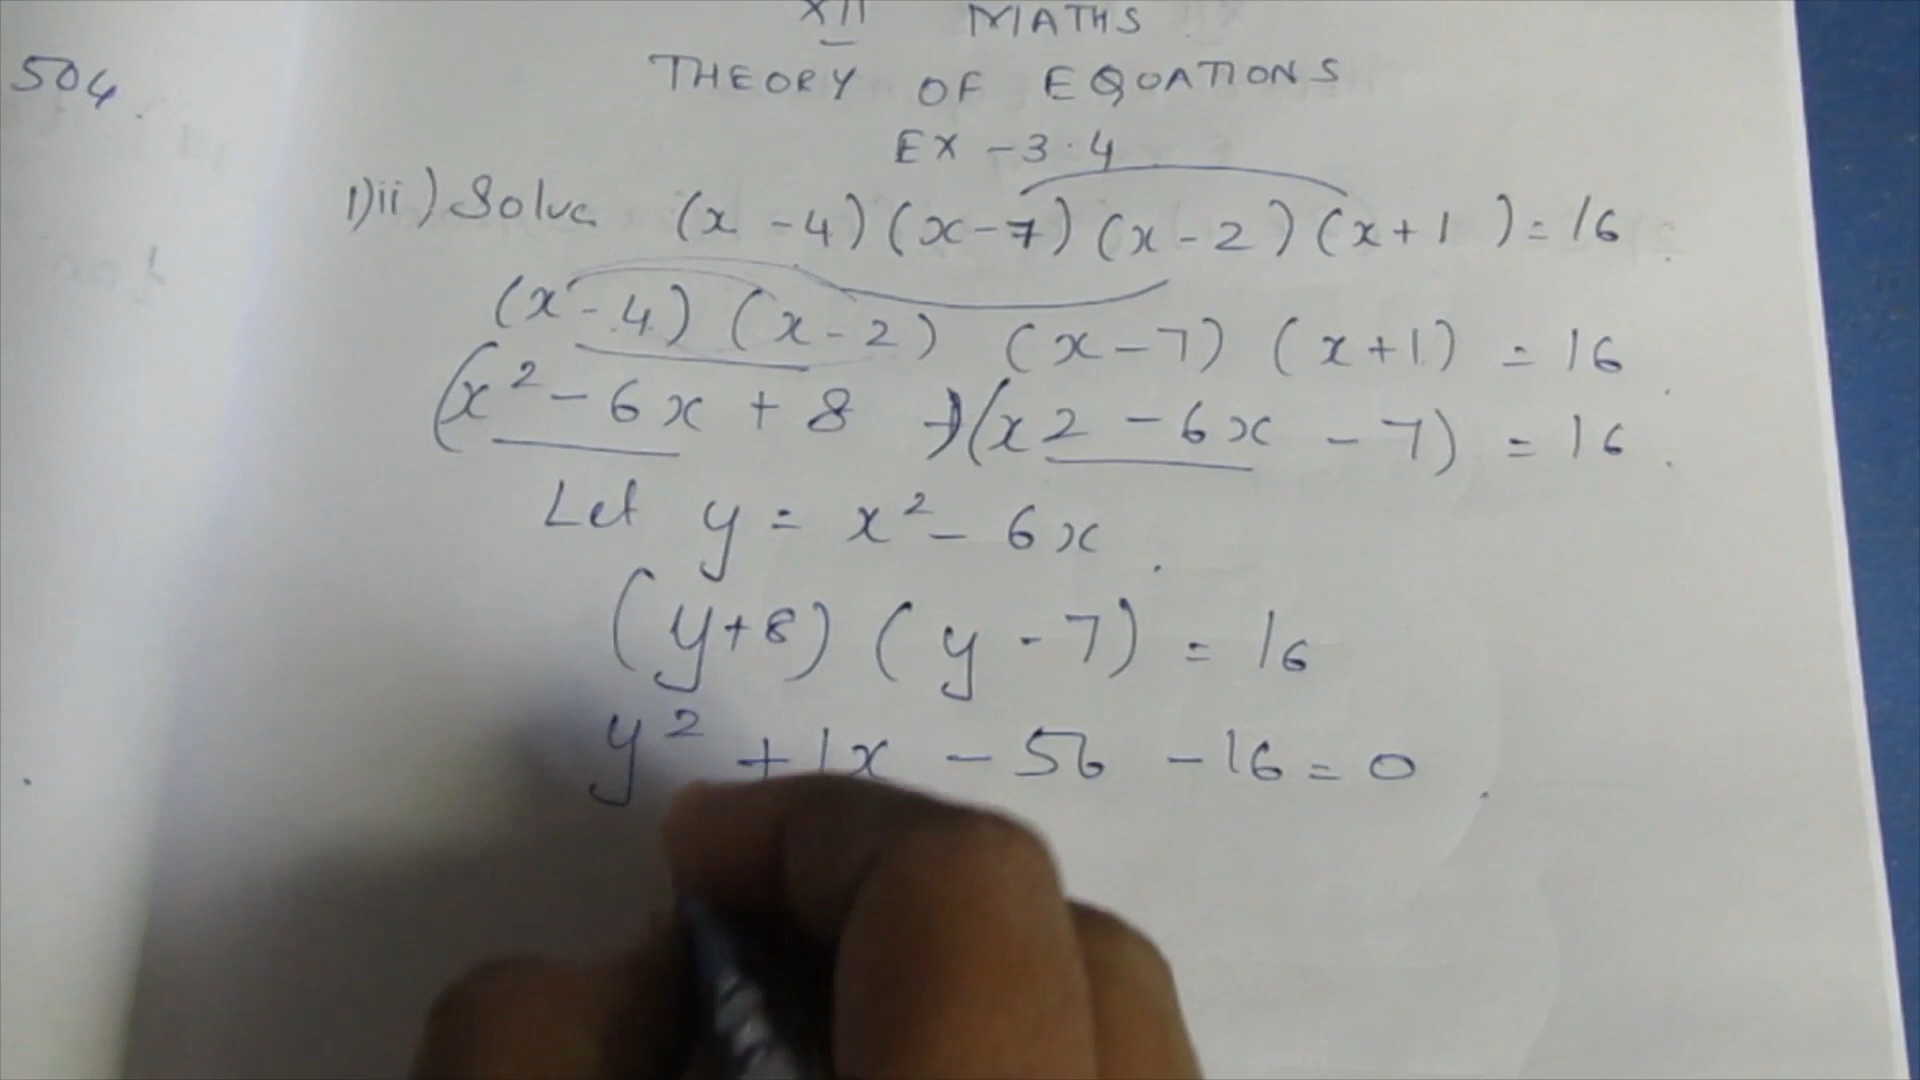 504
XII MATHS
THEORY OF EQUATIONS
EX - 3.4
1)ii) Solve (x - 4) (x - 7) (x - 2) (x + 1) = 16
(x - 4) (x - 2) (x - 7) (x + 1) = 16
(x² - 6x + 8) (x2 - 6x - 7) = 16
Let y = x² - 6x
(y + 8) (y - 7) = 16
y² + 1x - 56 - 16 = 0